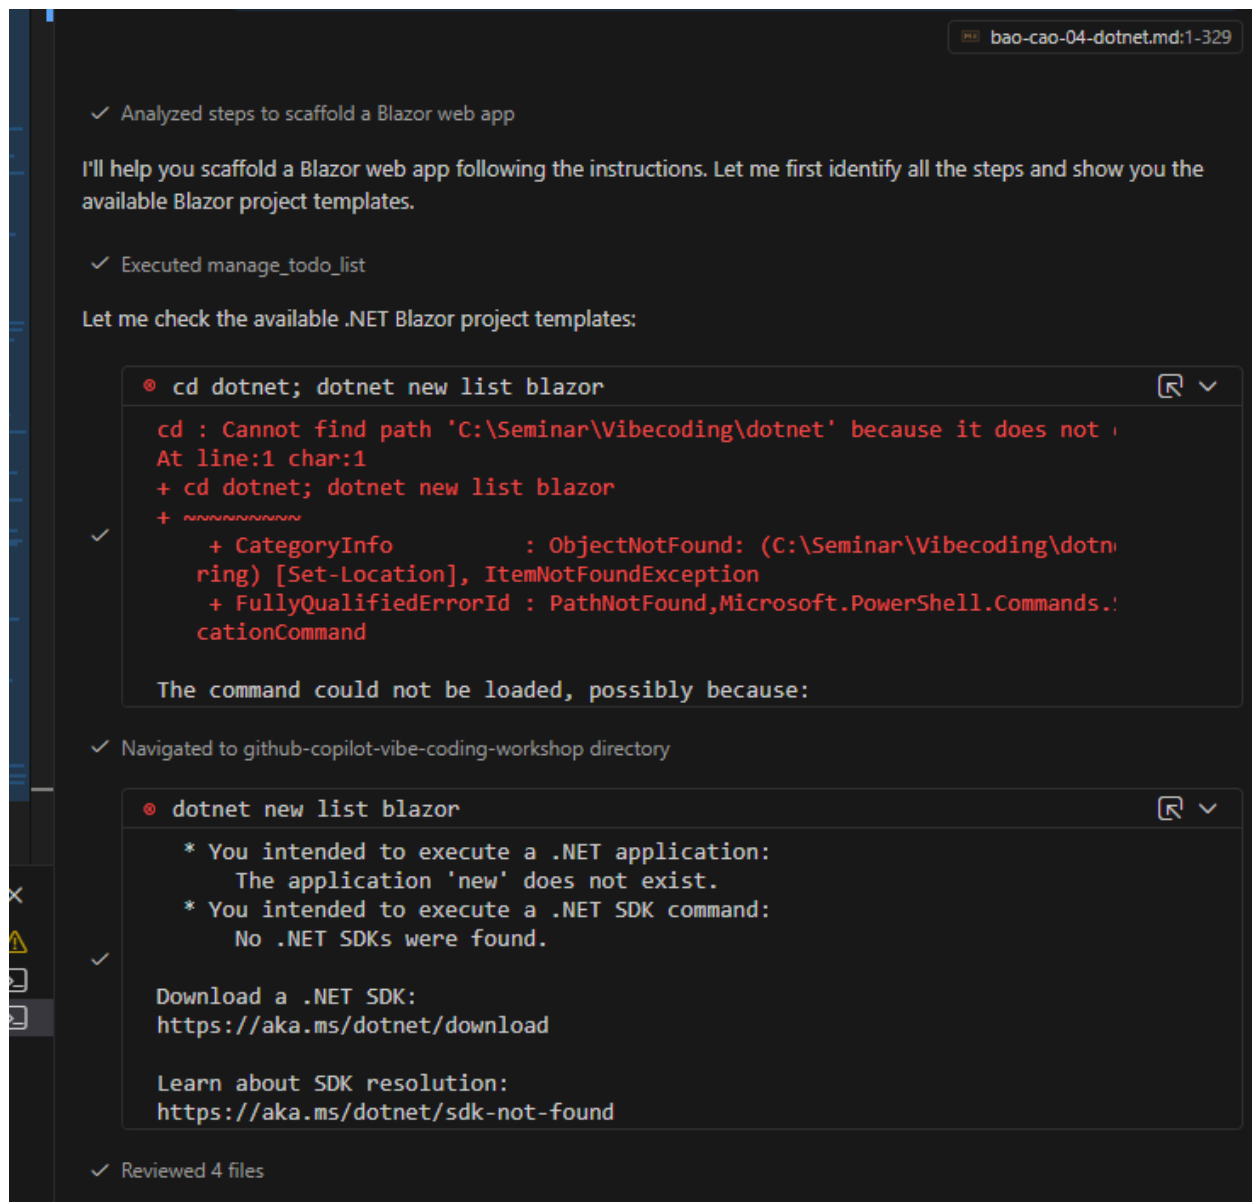 bao-cao-04-dotnet.md:1-329
Analyzed steps to scaffold a Blazor web app
I'll help you scaffold a Blazor web app following the instructions. Let me first identify all the steps and show you the
available Blazor project templates.
Executed manage_todo_list
Let me check the available .NET Blazor project templates:
cd dotnet; dotnet new list blazor
cd : Cannot find path 'C:\Seminar\Vibecoding\dotnet' because it does not
At line:1 char:1
+ cd dotnet; dotnet new list blazor
+ ~~~~~~~~~
+ CategoryInfo : ObjectNotFound: (C:\Seminar\Vibecoding\dotn
ring) [Set-Location], ItemNotFoundException
+ FullyQualifiedErrorId : PathNotFound,Microsoft.PowerShell.Commands.
cationCommand
The command could not be loaded, possibly because:
Navigated to github-copilot-vibe-coding-workshop directory
dotnet new list blazor
* You intended to execute a .NET application:
The application 'new' does not exist.
* You intended to execute a .NET SDK command:
No .NET SDKs were found.
Download a .NET SDK:
https://aka.ms/dotnet/download
Learn about SDK resolution:
https://aka.ms/dotnet/sdk-not-found
Reviewed 4 files